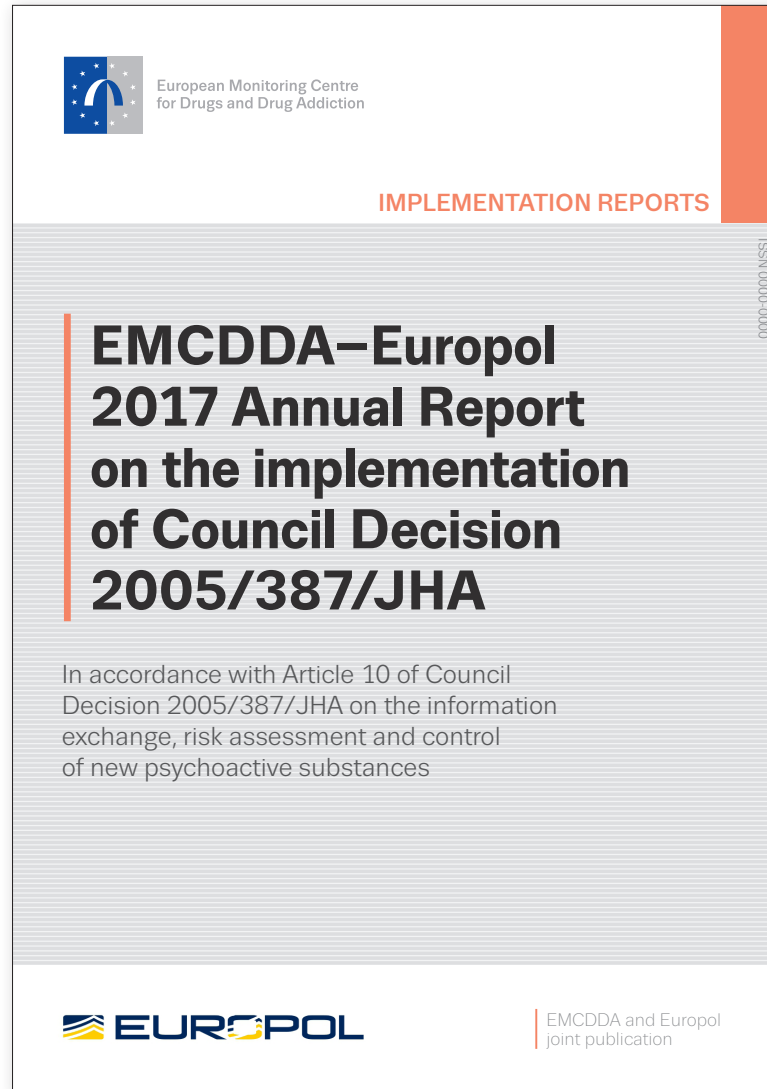 European Monitoring Centre
for Drugs and Drug Addiction
IMPLEMENTATION REPORTS
ISSN 0000-0000
EMCDDA–Europol
2017 Annual Report
on the implementation
of Council Decision
2005/387/JHA
In accordance with Article 10 of Council
Decision 2005/387/JHA on the information
exchange, risk assessment and control
of new psychoactive substances
EUROPOL
EMCDDA and Europol
joint publication